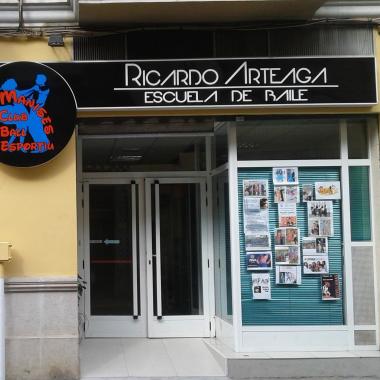 RICARDO ARTEAGA
ESCUELA DE BAILE
MANISES
CLUB
BALL
ESPORTIU